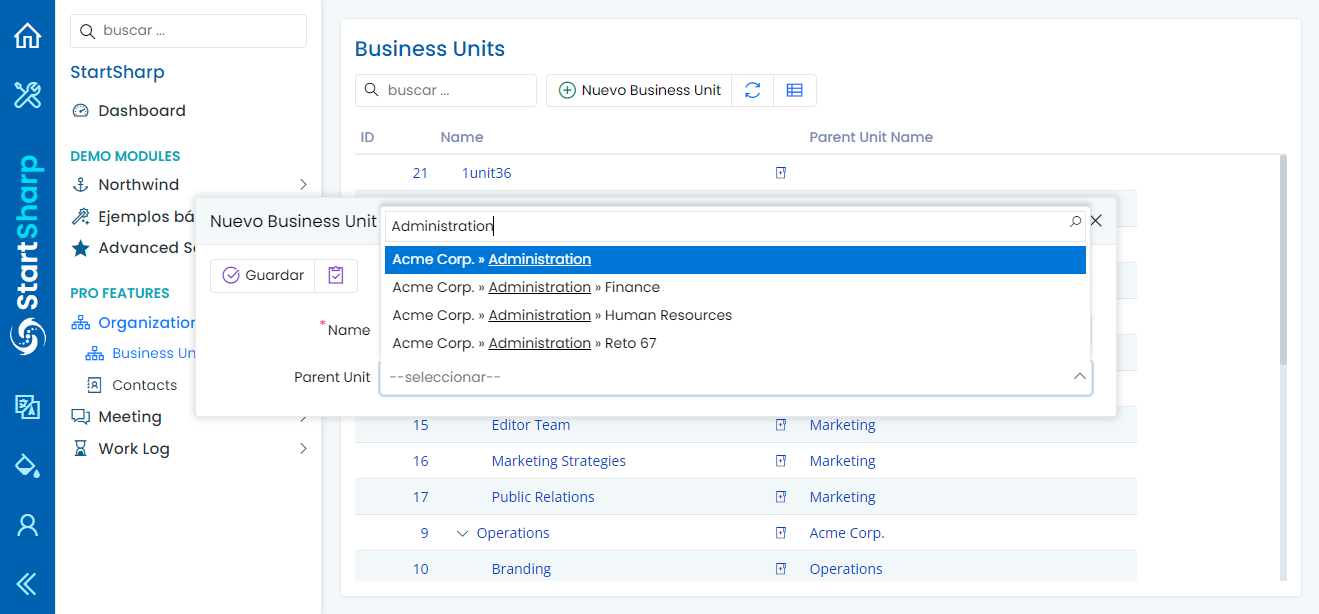 buscar ...
StartSharp
Dashboard
DEMO MODULES
Northwind
Ejemplos bá
Advanced S
PRO FEATURES
Organization
Business Un
Contacts
Meeting
Work Log
StartSharp
Business Units
buscar ...
Nuevo Business Unit
ID Name Parent Unit Name
21 1unit36
Nuevo Business Unit
Administration
Guardar
Acme Corp. » Administration
Acme Corp. » Administration » Finance
Acme Corp. » Administration » Human Resources
Acme Corp. » Administration » Reto 67
* Name
Parent Unit --seleccionar--
15 Editor Team Marketing
16 Marketing Strategies Marketing
17 Public Relations Marketing
9 Operations Acme Corp.
10 Branding Operations